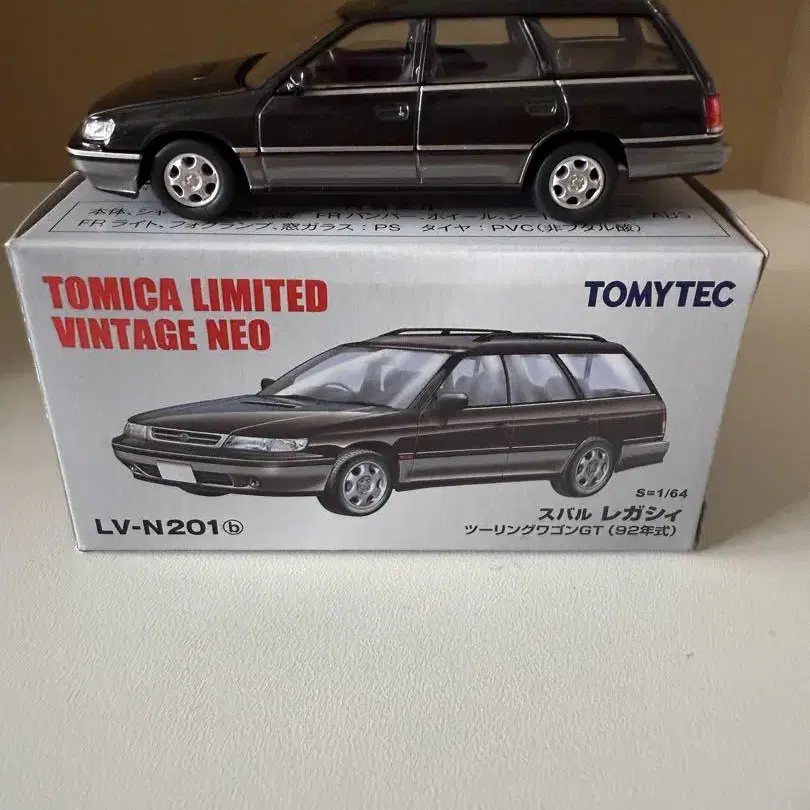 本体、シャ
FRバンパー、ホイール、シート
ABS
FRライト、フォグランプ、窓ガラス：PS タイヤ：PVC(非フタル酸)
TOMICA LIMITED
VINTAGE NEO
TOMYTEC
S=1/64
LV-N201 ⓑ
スバル レガシィ
ツーリングワゴンGT (92年式)